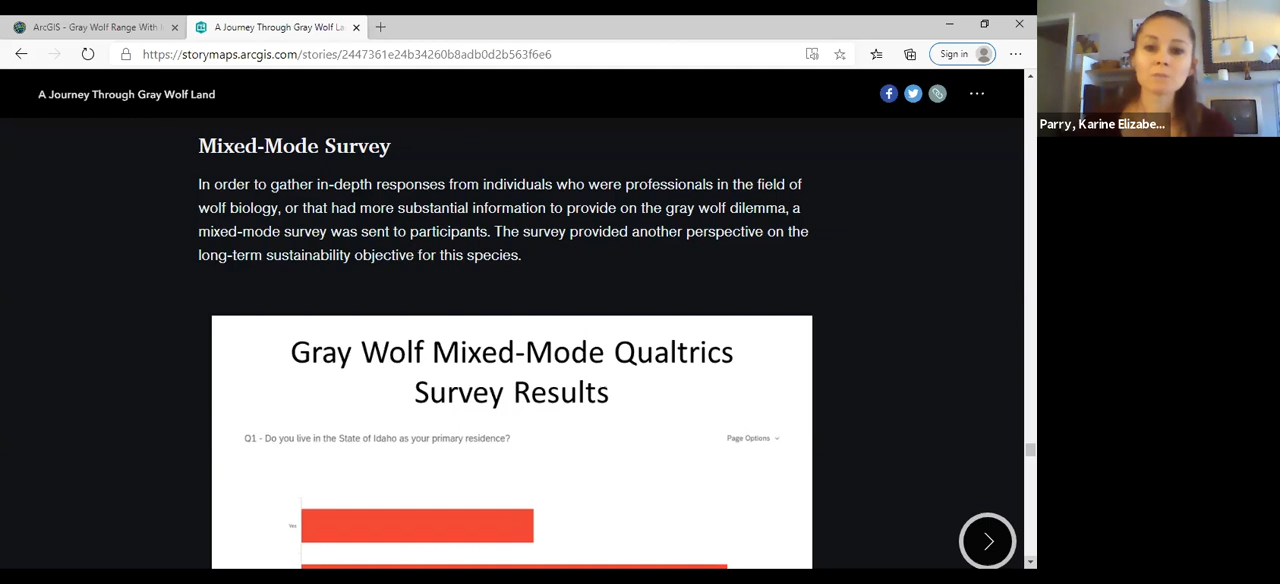 ArcGIS - Gray Wolf Range With
A Journey Through Gray Wolf La
https://storymaps.arcgis.com/stories/2447361e24b34260b8adb0d2b563f6e6
Sign in
A Journey Through Gray Wolf Land
Parry, Karine Elizabe...
Mixed-Mode Survey
In order to gather in-depth responses from individuals who were professionals in the field of
wolf biology, or that had more substantial information to provide on the gray wolf dilemma, a
mixed-mode survey was sent to participants. The survey provided another perspective on the
long-term sustainability objective for this species.
Gray Wolf Mixed-Mode Qualtrics
Survey Results
Q1 - Do you live in the State of Idaho as your primary residence?
Page Options
Yes